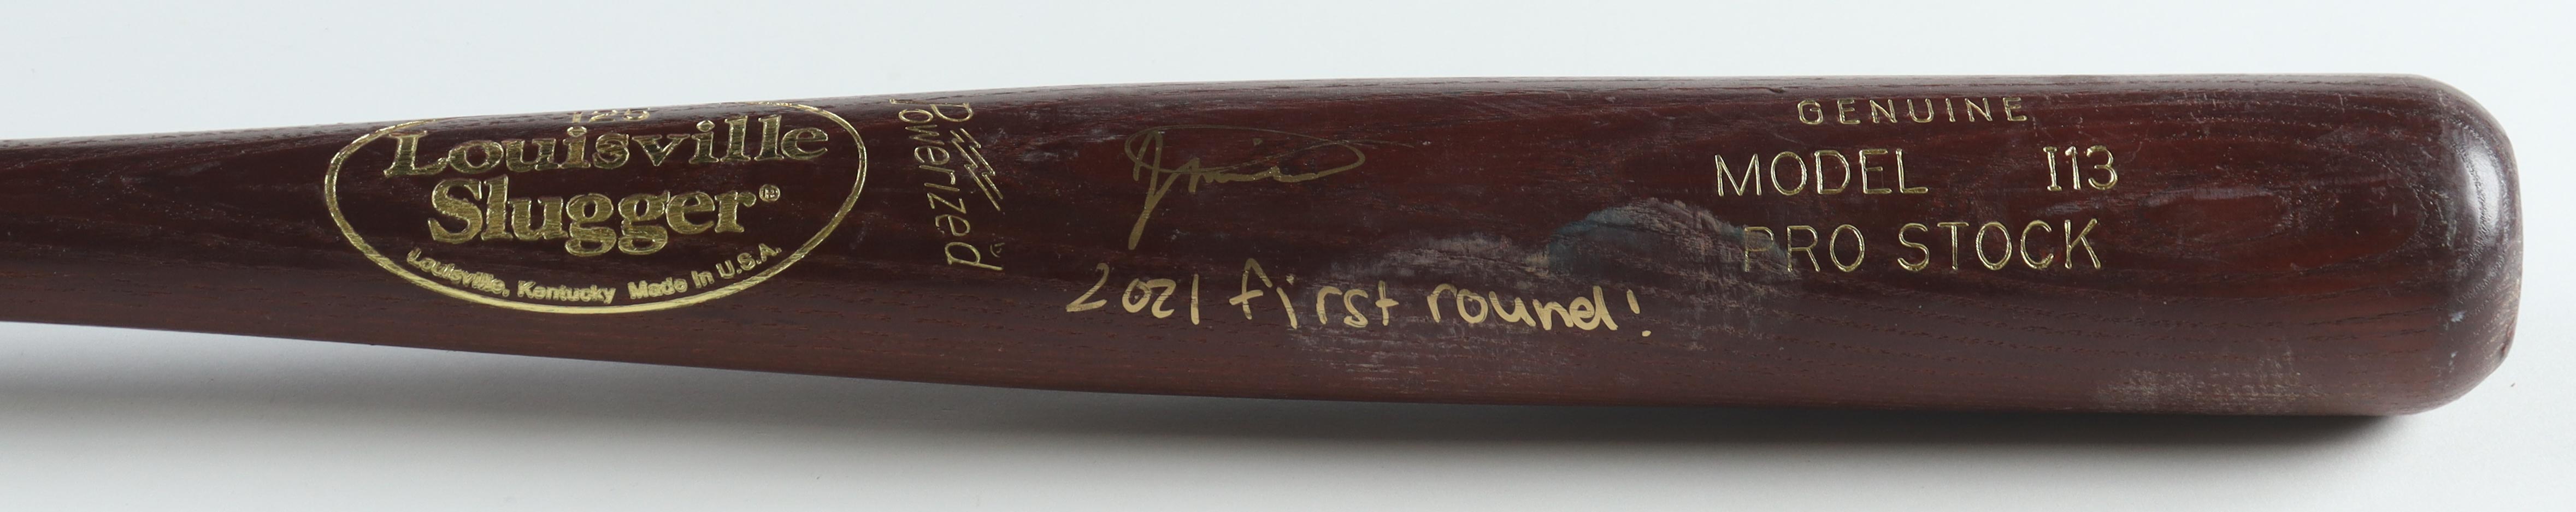 125
Louisville
Slugger®
Louisville, Kentucky Made In U.S.A.
Powerized
2021 first round!
GENUINE
MODEL I13
PRO STOCK